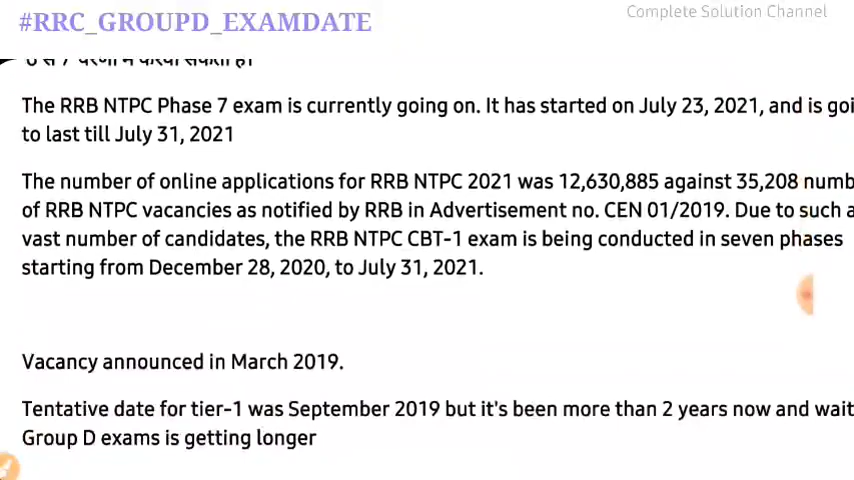 #RRC_GROUPD_EXAMDATE
Complete Solution Channel
The RRB NTPC Phase 7 exam is currently going on. It has started on July 23, 2021, and is goi
to last till July 31, 2021
The number of online applications for RRB NTPC 2021 was 12,630,885 against 35,208 numb
of RRB NTPC vacancies as notified by RRB in Advertisement no. CEN 01/2019. Due to such a
vast number of candidates, the RRB NTPC CBT-1 exam is being conducted in seven phases
starting from December 28, 2020, to July 31, 2021.
Vacancy announced in March 2019.
Tentative date for tier-1 was September 2019 but it's been more than 2 years now and wait
Group D exams is getting longer